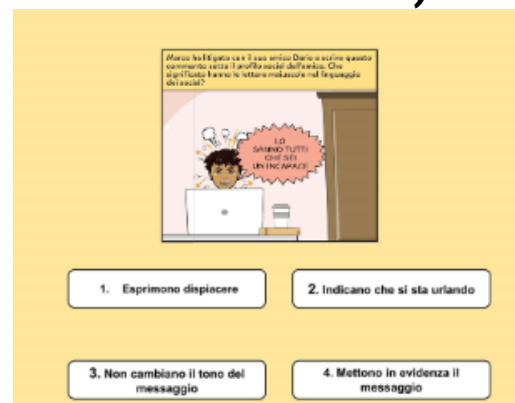 Marco ha litigato con il suo amico Dario e scrive questo
commento sotto il profilo social dell'amico. Che
significato hanno le lettere maiuscole nel linguaggio
dei social?
LO
SANNO TUTTI
CHE SEI
UN INCAPACE
1. Esprimono dispiacere
2. Indicano che si sta urlando
3. Non cambiano il tono del
messaggio
4. Mettono in evidenza il
messaggio